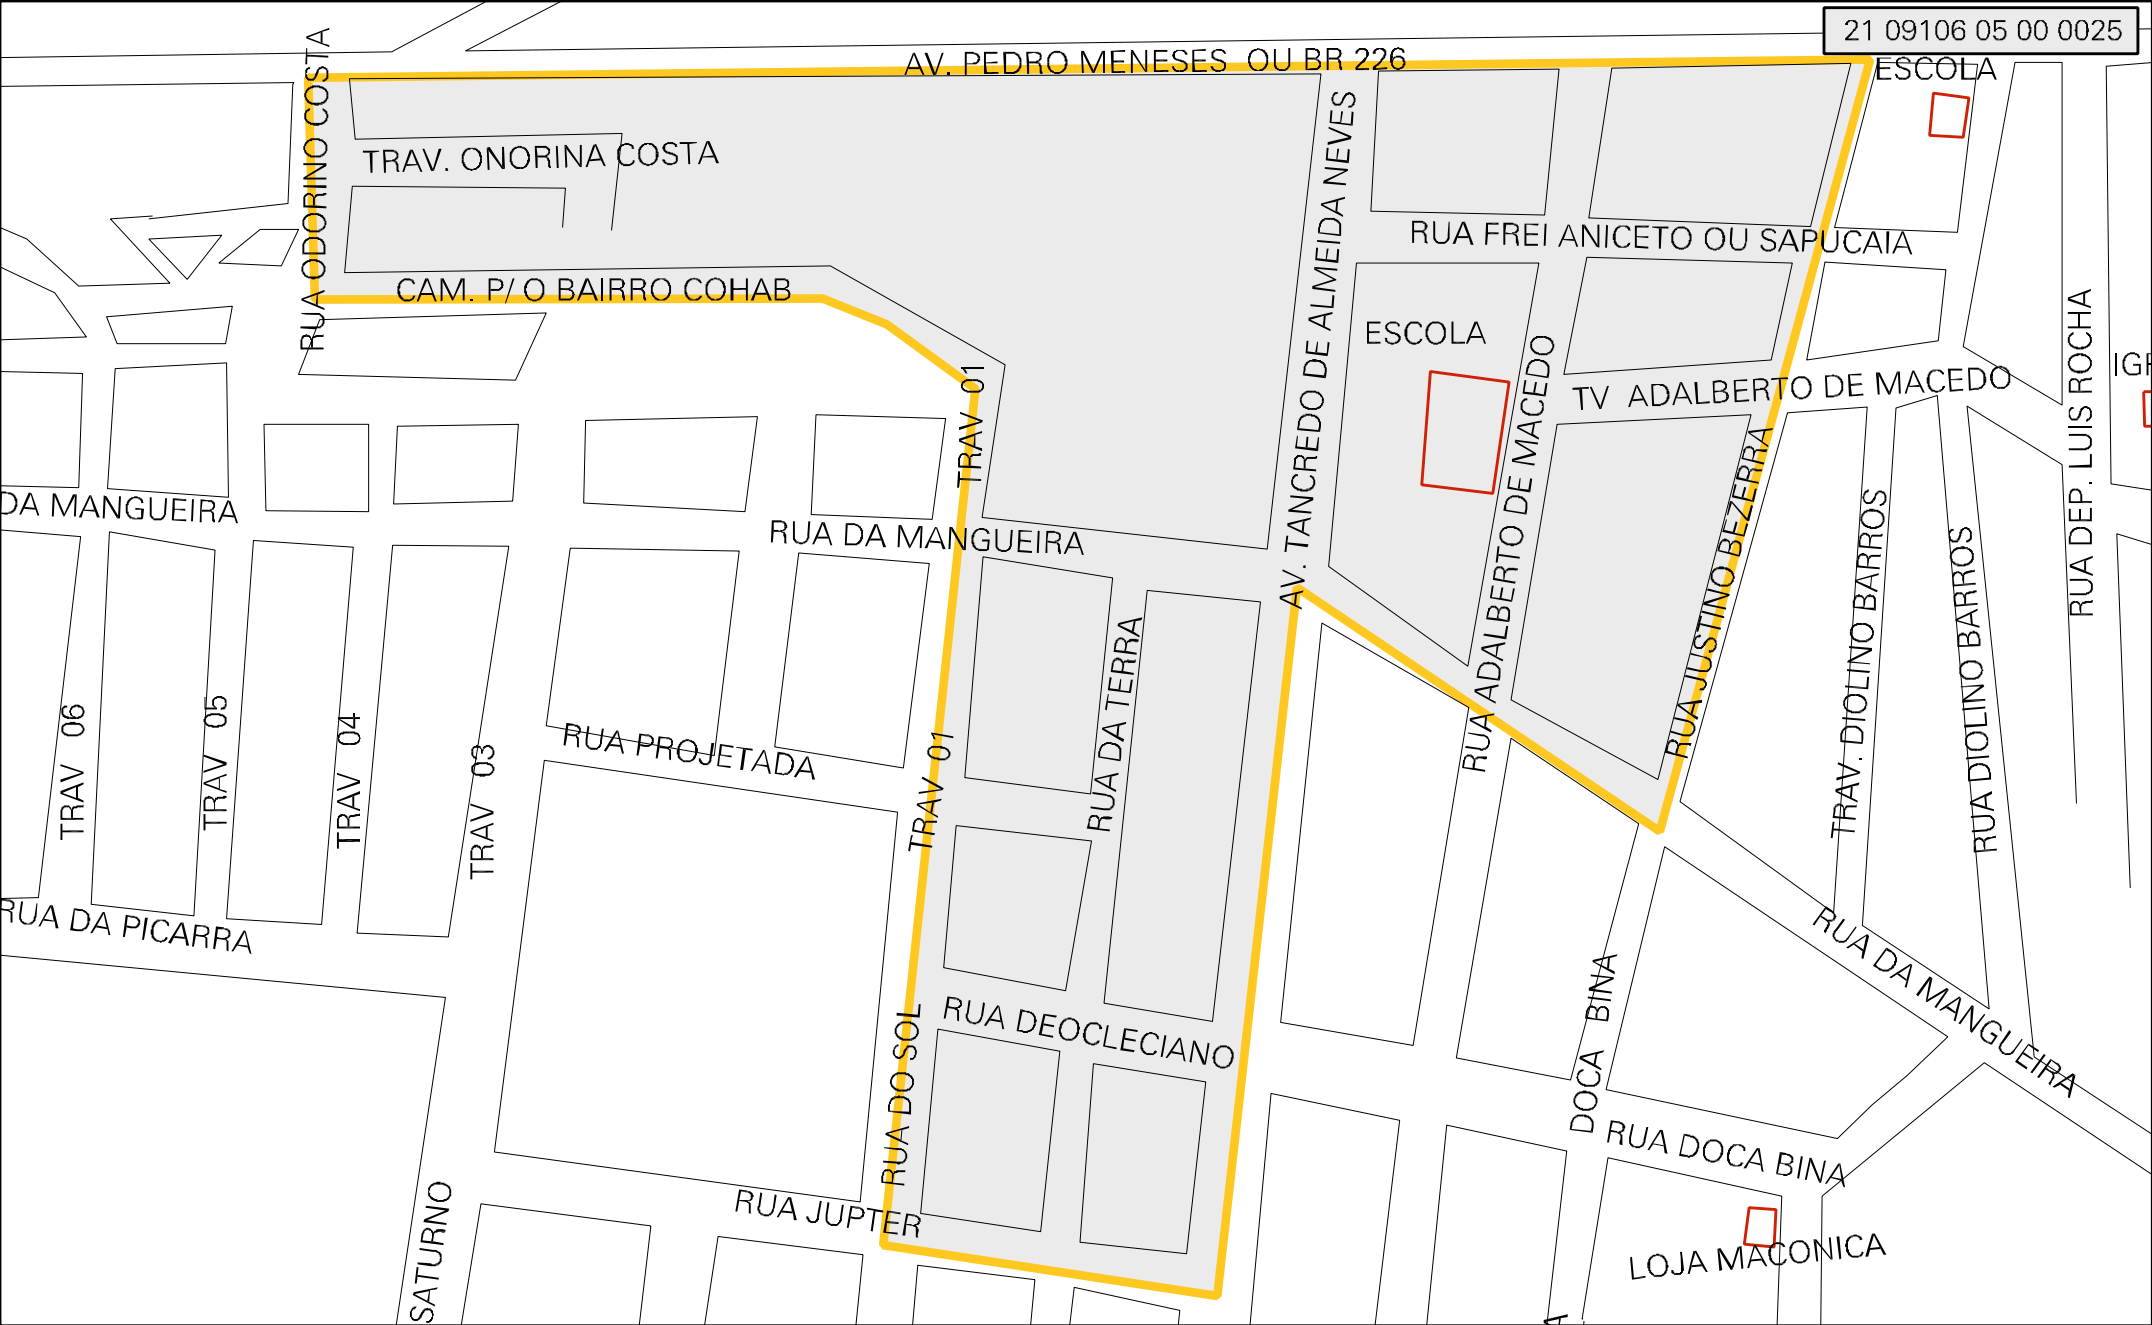 21 09106 05 00 0025
AV. PEDRO MENESES  OU BR 226
ESCOLA
RUA ODORINO COSTA
TRAV. ONORINA COSTA
AV. TANCREDO DE ALMEIDA NEVES
RUA FREI ANICETO OU SAPUCAIA
CAM. P/ O BAIRRO COHAB
ESCOLA
RUA DEP. LUIS ROCHA
TRAV 01
RUA ADALBERTO DE MACEDO
TV  ADALBERTO DE MACEDO
RUA JUSTINO BEZERRA
DA MANGUEIRA
RUA DA MANGUEIRA
TRAV. DIOLINO BARROS
RUA DIOLINO BARROS
RUA DA TERRA
TRAV  06
TRAV  05
TRAV  04
TRAV  03
RUA PROJETADA
TRAV  01
RUA DA PICARRA
RUA DA MANGUEIRA
RUA DO SOL
RUA DEOCLECIANO
DOCA  BINA
RUA DOCA BINA
SATURNO
RUA JUPTER
LOJA MACONICA